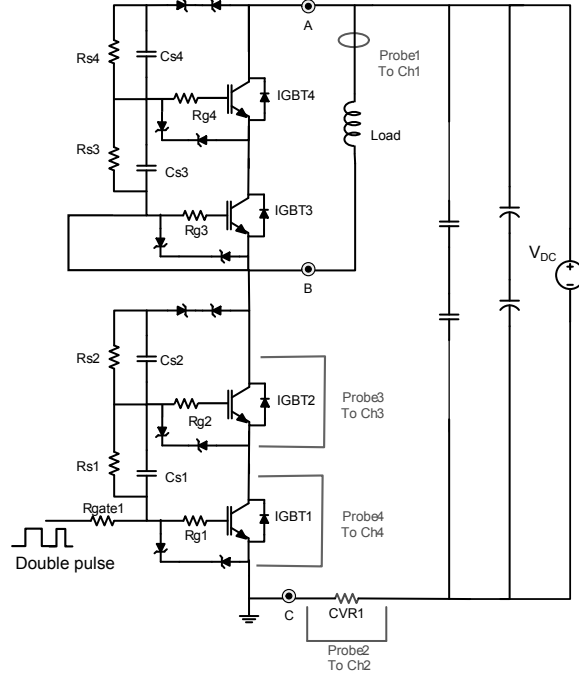 A
Rs4
Cs4
IGBT4
Rg4
Probe1
To Ch1
Load
Rs3
Cs3
IGBT3
Rg3
B
VDC
Rs2
Cs2
IGBT2
Rg2
Probe3
To Ch3
Rs1
Cs1
Rgate1
Rg1
IGBT1
Probe4
To Ch4
Double pulse
C
CVR1
Probe2
To Ch2